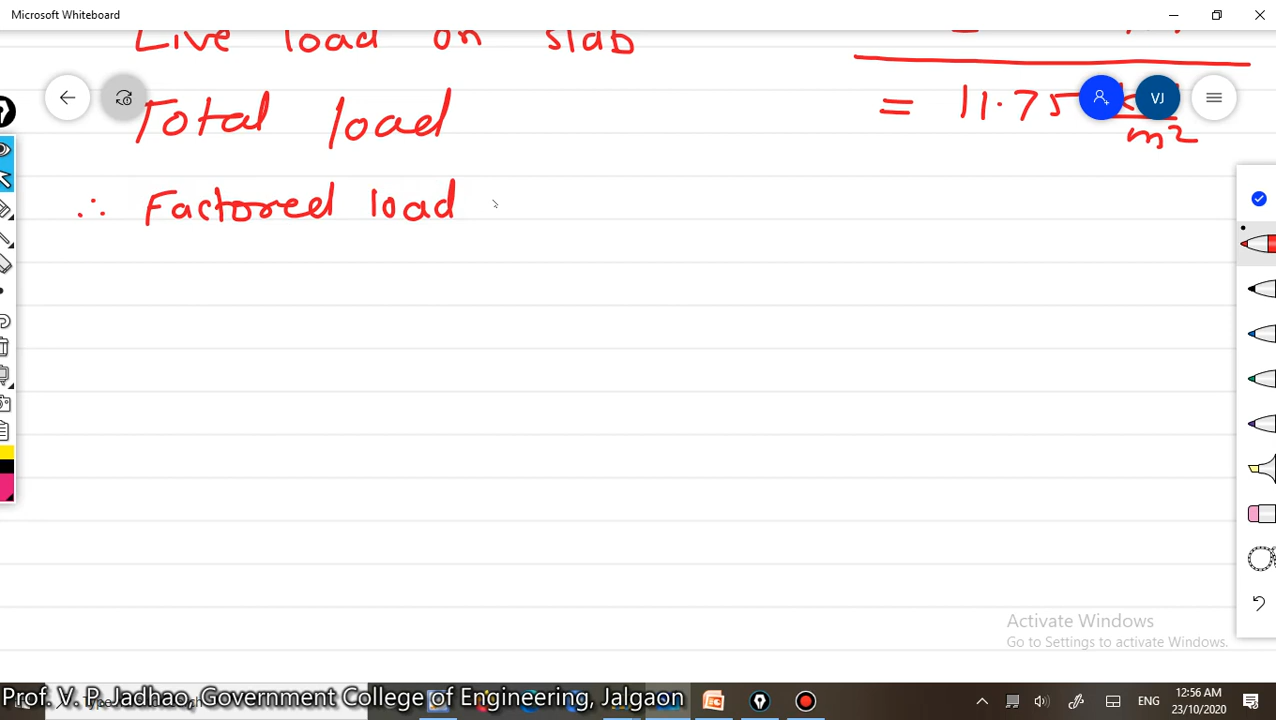 Microsoft Whiteboard
Live load on slab
Total load = 11.75 k
m²
∴ Factored load
VJ
Activate Windows
Go to Settings to activate Windows.
Prof. V. P.Jadhao, Government College of Engineering, Jalgaon
ENG
12:56 AM
23/10/2020